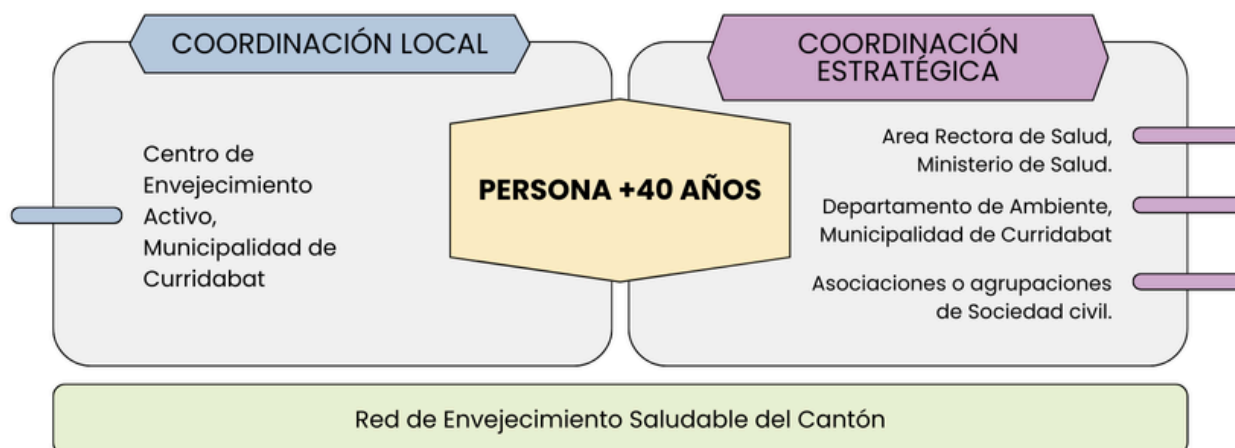 COORDINACIÓN LOCAL
Centro de
Envejecimiento
Activo,
Municipalidad de
Curridabat
PERSONA +40 AÑOS
COORDINACIÓN
ESTRATÉGICA
Area Rectora de Salud,
Ministerio de Salud.
Departamento de Ambiente,
Municipalidad de Curridabat
Asociaciones o agrupaciones
de Sociedad civil.
Red de Envejecimiento Saludable del Cantón